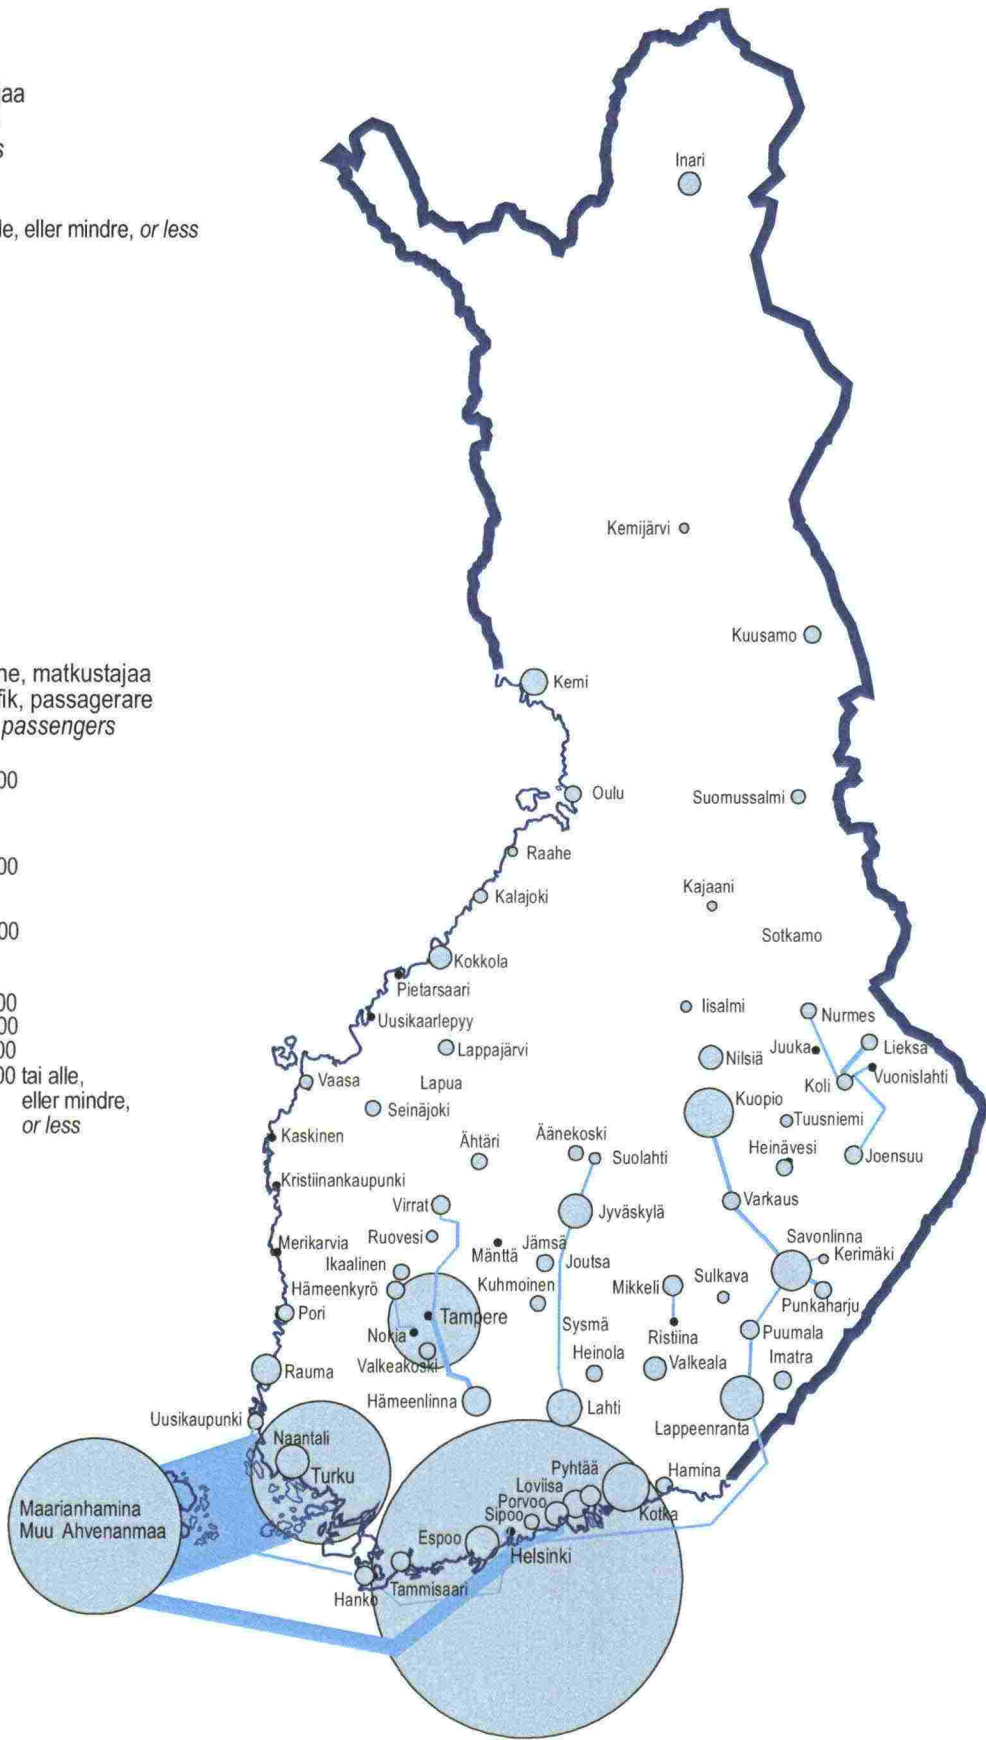 jaa
s
le, eller mindre, or less
ne, matkustajaa
fik, passagerare
passengers
00
00
00
00
00
00
00 tai alle,
eller mindre,
or less
Inari
Kemijärvi
Kuusamo
Kemi
Oulu
Suomussalmi
Raahe
Kalajoki
Kajaani
Sotkamo
Kokkola
Pietarsaari
Uusikaarlepyy
Iisalmi
Nurmes
Lappajärvi
Nilsiä
Juuka
Lieksa
Vuonislahti
Koli
Vaasa
Lapua
Seinäjoki
Kuopio
Tuusniemi
Kaskinen
Ähtäri
Äänekoski
Suolahti
Heinävesi
Joensuu
Kristiinankaupunki
Virrat
Jyväskylä
Varkaus
Ruovesi
Merikarvia
Mänttä
Jämsä
Joutsa
Savonlinna
Kerimäki
Ikaalinen
Hämeenkyrö
Kuhmoinen
Mikkeli
Sulkava
Punkaharju
Pori
Tampere
Nokia
Valkeakoski
Sysmä
Ristiina
Puumala
Rauma
Heinola
Valkeala
Imatra
Hämeenlinna
Lahti
Lappeenranta
Uusikaupunki
Naantali
Turku
Maarianhamina
Muu Ahvenanmaa
Pyhtää
Loviisa
Porvoo
Sipoo
Hamina
Kotka
Espoo
Helsinki
Hanko
Tammisaari